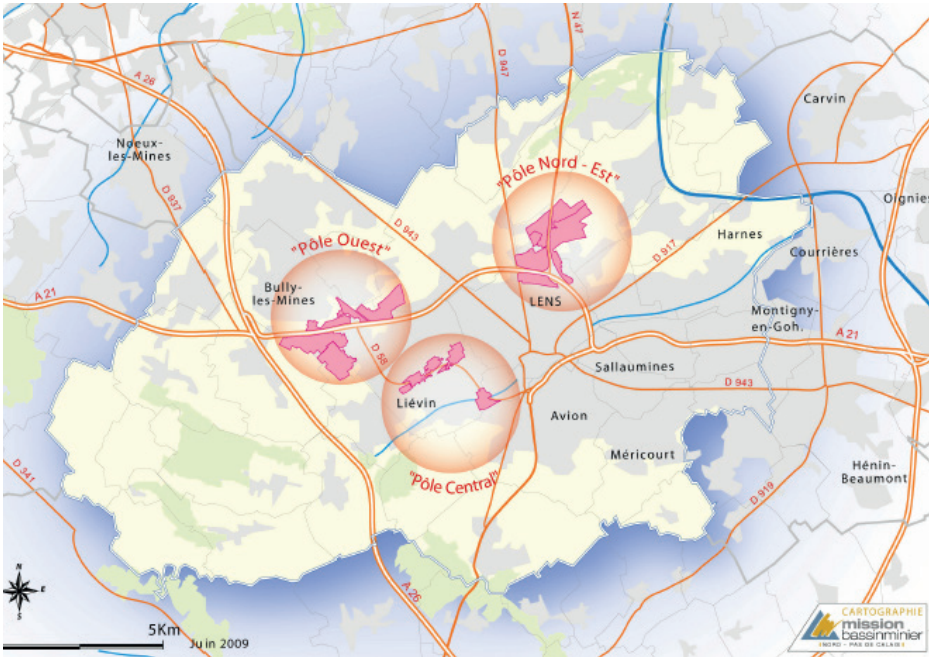 N 47
D 947
A 26
Carvin
Noeux-
les-Mines
"Pôle Nord - Est"
D 937
Oignies
D 943
D 917
Harnes
"Pôle Ouest"
Courrières
Bully-
les-Mines
A 21
LENS
Montigny-
en-Goh.
A 21
D 58
Sallaumines
D 943
Liévin
Avion
Méricourt
"Pôle Central"
Hénin-
Beaumont
D 341
D 919
A 26
N
E
S
5Km
Juin 2009
CARTOGRAPHIE
mission
bassinminier
NORD - PAS DE CALAIS